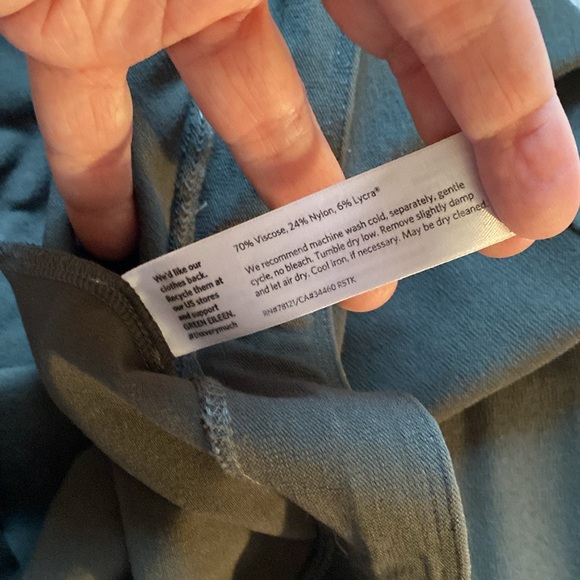 We'd like our
clothes back.
Recycle them at
our US stores
and support
GREEN EILEEN.
70% Viscose, 24% Nylon, 6% Lycra®
We recommend machine wash cold, separately, gentle
cycle, no bleach. Tumble dry low. Remove slightly damp
and let air dry. Cool iron, if necessary. May be dry cleaned
RN#78121/CA#34460 RSTK